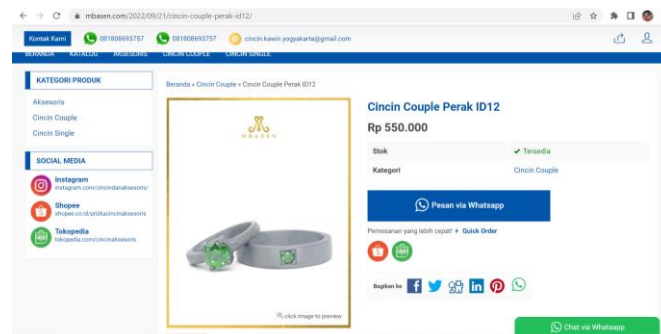 mbasen.com/2022/09/21/cincin-couple-perak-id12/
Kontak Kami
081808693757
08180B693757
cincin.kawin.yogyakarta@gmail.com
BERANDA KATALOG AKSESORIS CINCIN COUPLE CINCIN SINGLE
KATEGORI PRODUK
Aksesoris
Cincin Couple
Cincin Single
SOCIAL MEDIA
Instagram
instagram.com/cincindanaksesoris/
Shopee
shopee.co.id/prizkacincinaksesoris
Tokopedia
tokopedia.com/cincinaksesoris
Beranda » Cincin Couple » Cincin Couple Perak ID12
MBASEN
click image to preview
Cincin Couple Perak ID12
Rp 550.000
Stok ✔ Tersedia
Kategori Cincin Couple
Pesan via Whatsapp
Pemesanan yang lebih cepat! Quick Order
Bagikan ke
Chat via Whatsapp